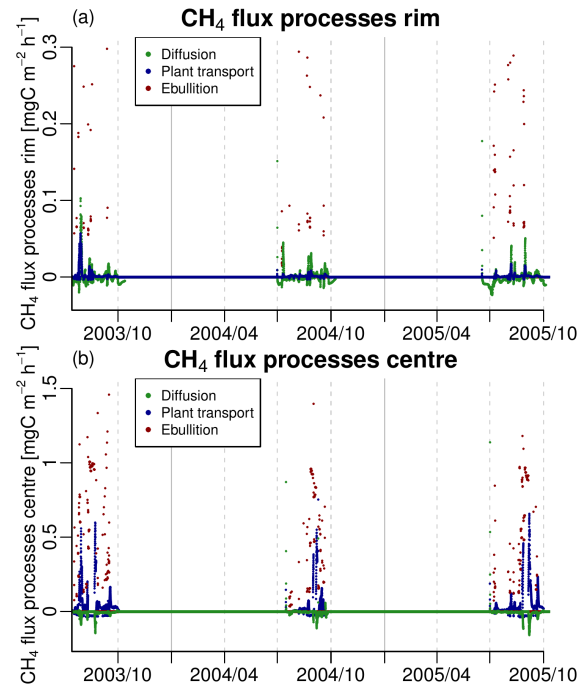 (a) CH₄ flux processes rim
CH₄ flux processes rim [mgC m⁻² h⁻¹]
0.3
0.2
0.1
0
Diffusion
Plant transport
Ebullition
2003/10 2004/04 2004/10 2005/04 2005/10
(b) CH₄ flux processes centre
CH₄ flux processes centre [mgC m⁻² h⁻¹]
1.5
1
0.5
0
Diffusion
Plant transport
Ebullition
2003/10 2004/04 2004/10 2005/04 2005/10